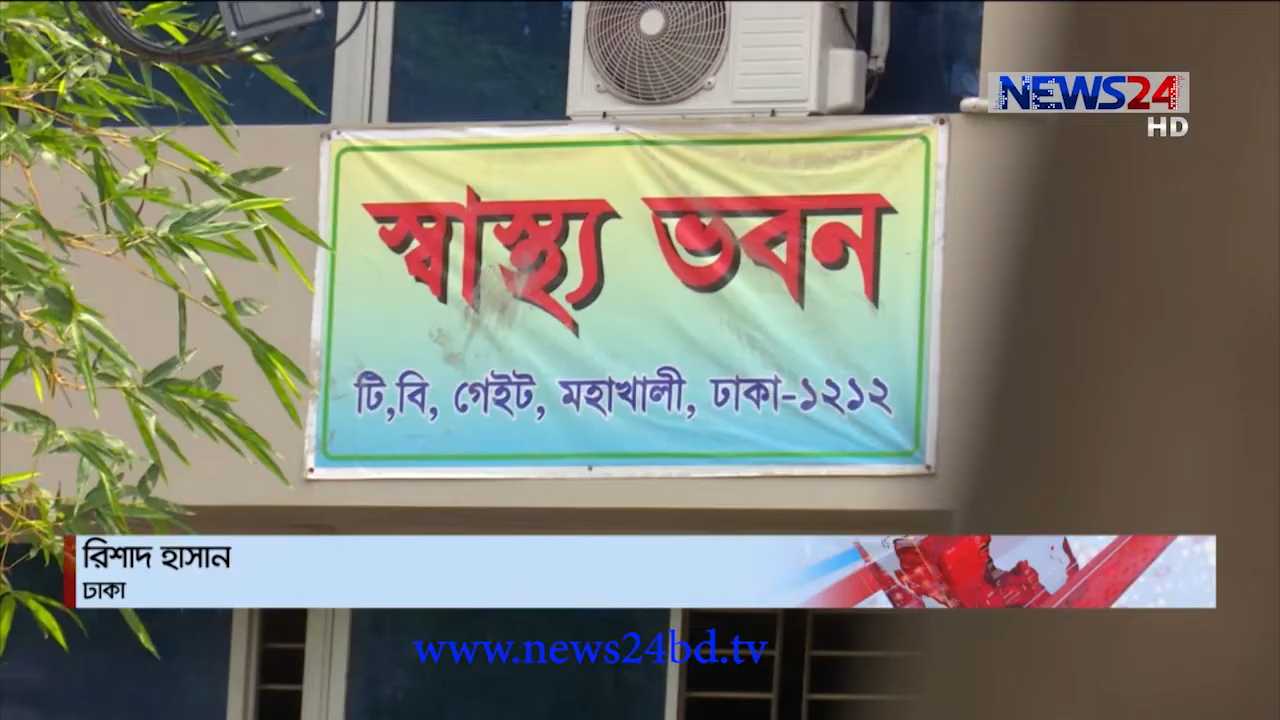 NEWS24
HD
স্বাস্থ্য ভবন
টি,বি, গেইট, মহাখালী, ঢাকা-১২১২
রিশাদ হাসান
ঢাকা
www.news24bd.tv